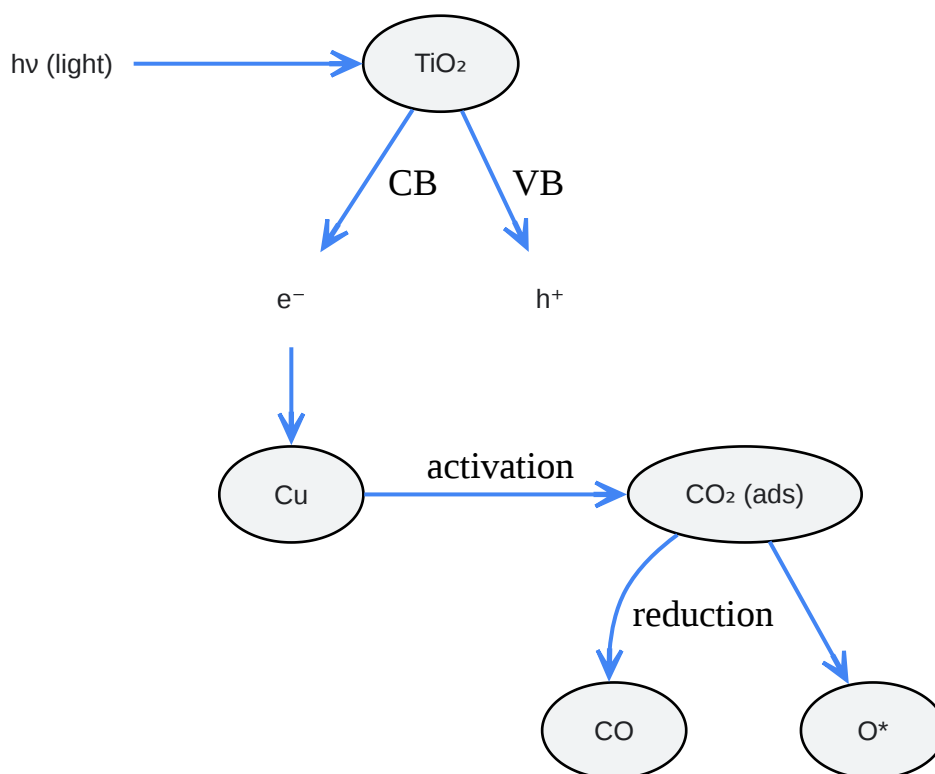 hν (light)
TiO₂
CB
VB
e⁻
h⁺
Cu
activation
CO₂ (ads)
reduction
CO
O*